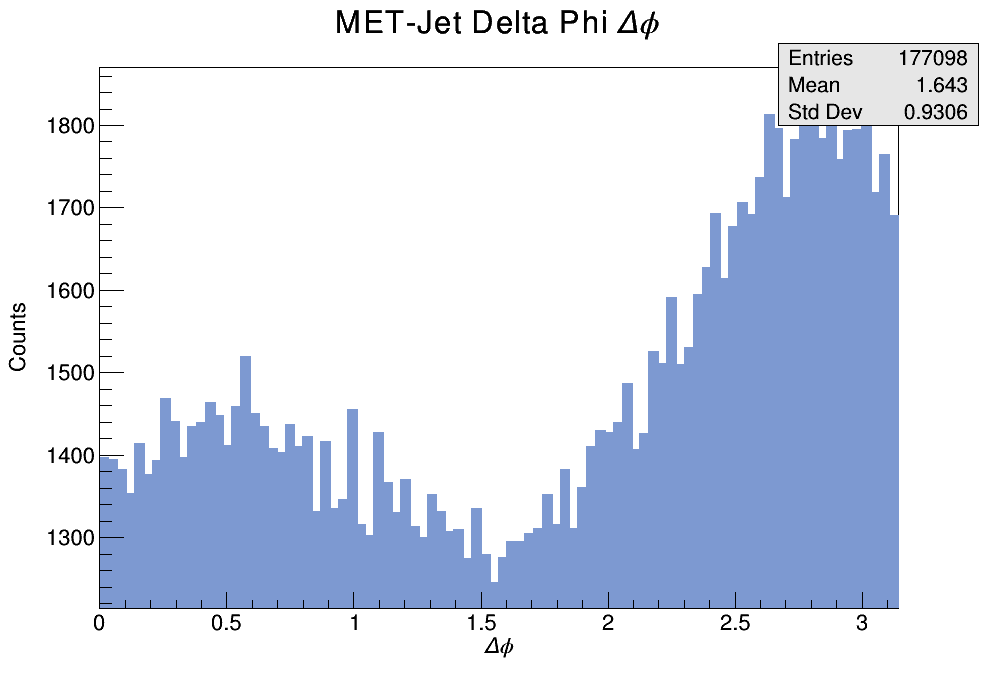 MET-Jet Delta Phi Δϕ
Entries 177098
Mean 1.643
Std Dev 0.9306
Counts
1800
1700
1600
1500
1400
1300
0 0.5 1 1.5 2 2.5 3
Δϕ